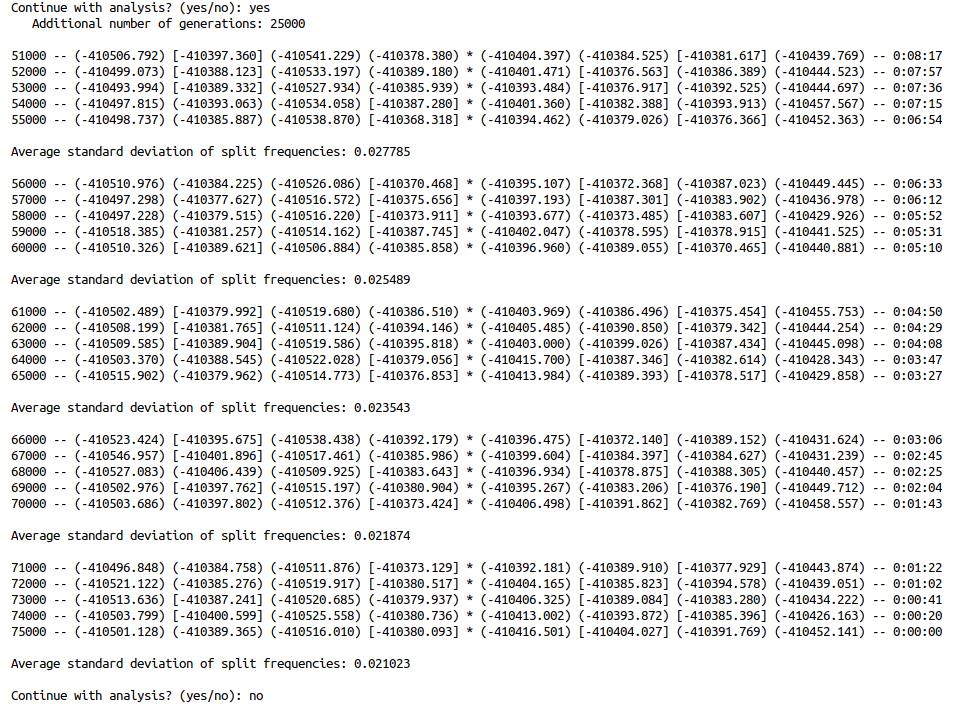 Continue with analysis? (yes/no): yes
Additional number of generations: 25000
51000 -- (-410506.792) [-410397.360] (-410541.229) (-410378.380) * (-410404.397) (-410384.525) [-410381.617] (-410439.769) -- 0:08:17
52000 -- (-410499.073) [-410388.123] (-410533.197) (-410389.180) * (-410401.471) [-410376.563] (-410386.389) (-410444.523) -- 0:07:57
53000 -- (-410493.994) [-410389.332] (-410527.934) (-410385.939) * (-410393.484) [-410376.917] (-410392.525) (-410444.697) -- 0:07:36
54000 -- (-410497.815) (-410393.063) (-410534.058) [-410387.280] * (-410401.360) [-410382.388] (-410393.913) (-410457.567) -- 0:07:15
55000 -- (-410498.737) (-410385.887) (-410538.870) [-410368.318] * (-410394.462) (-410379.026) [-410376.366] (-410452.363) -- 0:06:54
Average standard deviation of split frequencies: 0.027785
56000 -- (-410510.976) (-410384.225) (-410526.086) [-410370.468] * (-410395.107) [-410372.368] (-410387.023) (-410449.445) -- 0:06:33
57000 -- (-410497.298) (-410377.627) (-410516.572) [-410375.656] * (-410397.193) [-410387.301] (-410383.902) (-410436.978) -- 0:06:12
58000 -- (-410497.228) (-410379.515) (-410516.220) [-410373.911] * (-410393.677) [-410373.485] (-410383.607) (-410429.926) -- 0:05:52
59000 -- (-410518.385) [-410381.257] (-410514.162) (-410387.745) * (-410402.047) [-410378.595] (-410378.915) (-410441.525) -- 0:05:31
60000 -- (-410510.326) [-410389.621] (-410506.884) (-410385.858) * (-410396.960) (-410389.055) [-410370.465] (-410440.881) -- 0:05:10
Average standard deviation of split frequencies: 0.025489
61000 -- (-410502.489) [-410379.992] (-410519.680) (-410386.510) * (-410403.969) (-410386.496) [-410375.454] (-410455.753) -- 0:04:50
62000 -- (-410508.199) [-410381.765] (-410511.124) (-410394.146) * (-410405.485) (-410390.850) [-410379.342] (-410444.254) -- 0:04:29
63000 -- (-410509.585) [-410389.904] (-410519.586) (-410395.818) * (-410403.000) (-410399.026) [-410387.434] (-410445.098) -- 0:04:08
64000 -- (-410503.370) (-410388.545) (-410522.028) [-410379.056] * (-410415.700) (-410387.346) [-410382.614] (-410428.343) -- 0:03:47
65000 -- (-410515.902) (-410379.962) (-410514.773) [-410376.853] * (-410413.984) (-410389.393) [-410378.517] (-410429.858) -- 0:03:27
Average standard deviation of split frequencies: 0.023543
66000 -- (-410523.424) [-410395.675] (-410538.438) (-410392.179) * (-410396.475) [-410372.140] (-410389.152) (-410431.624) -- 0:03:06
67000 -- (-410546.957) [-410401.896] (-410517.461) (-410385.986) * (-410399.604) [-410384.397] (-410384.627) (-410431.239) -- 0:02:45
68000 -- (-410527.083) (-410406.439) (-410509.925) [-410383.643] * (-410396.934) [-410378.875] (-410388.305) (-410440.457) -- 0:02:25
69000 -- (-410502.976) [-410397.762] (-410515.197) (-410380.904) * (-410395.267) (-410383.206) [-410376.190] (-410449.712) -- 0:02:04
70000 -- (-410503.686) (-410397.802) (-410512.376) [-410373.424] * (-410406.498) [-410391.862] (-410382.769) (-410458.557) -- 0:01:43
Average standard deviation of split frequencies: 0.021874
71000 -- (-410496.848) (-410384.758) (-410511.876) [-410373.129] * (-410392.181) (-410389.910) [-410377.929] (-410443.874) -- 0:01:22
72000 -- (-410521.122) (-410385.276) (-410519.917) [-410380.517] * (-410404.165) [-410385.823] (-410394.578) (-410439.051) -- 0:01:02
73000 -- (-410513.636) [-410387.241] (-410520.685) (-410379.937) * (-410406.325) [-410389.084] (-410383.280) (-410434.222) -- 0:00:41
74000 -- (-410503.799) [-410400.599] (-410525.558) (-410380.736) * (-410413.002) (-410393.872) [-410385.396] (-410426.163) -- 0:00:20
75000 -- (-410501.128) (-410389.365) (-410516.010) [-410380.093] * (-410416.501) [-410404.027] (-410391.769) (-410452.141) -- 0:00:00
Average standard deviation of split frequencies: 0.021023
Continue with analysis? (yes/no): no